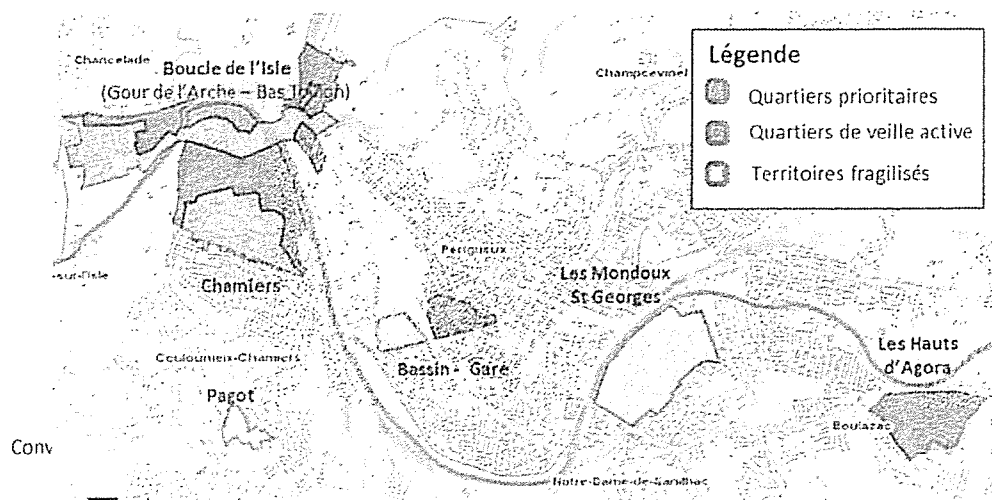 Chancelade
Boucle de l'Isle
(Gour de l'Arche – Bas
Champcevinel
Légende
Quartiers prioritaires
Quartiers de veille active
Territoires fragilisés
-sur-l'Isle
Chamiers
Périgueux
Les Mondoux
St Georges
Coulounieix-Chamiers
Bassin - Gare
Les Hauts
d'Agora
Pagot
Boulazac
Conv
Notre-Dame-de-Sanilhac